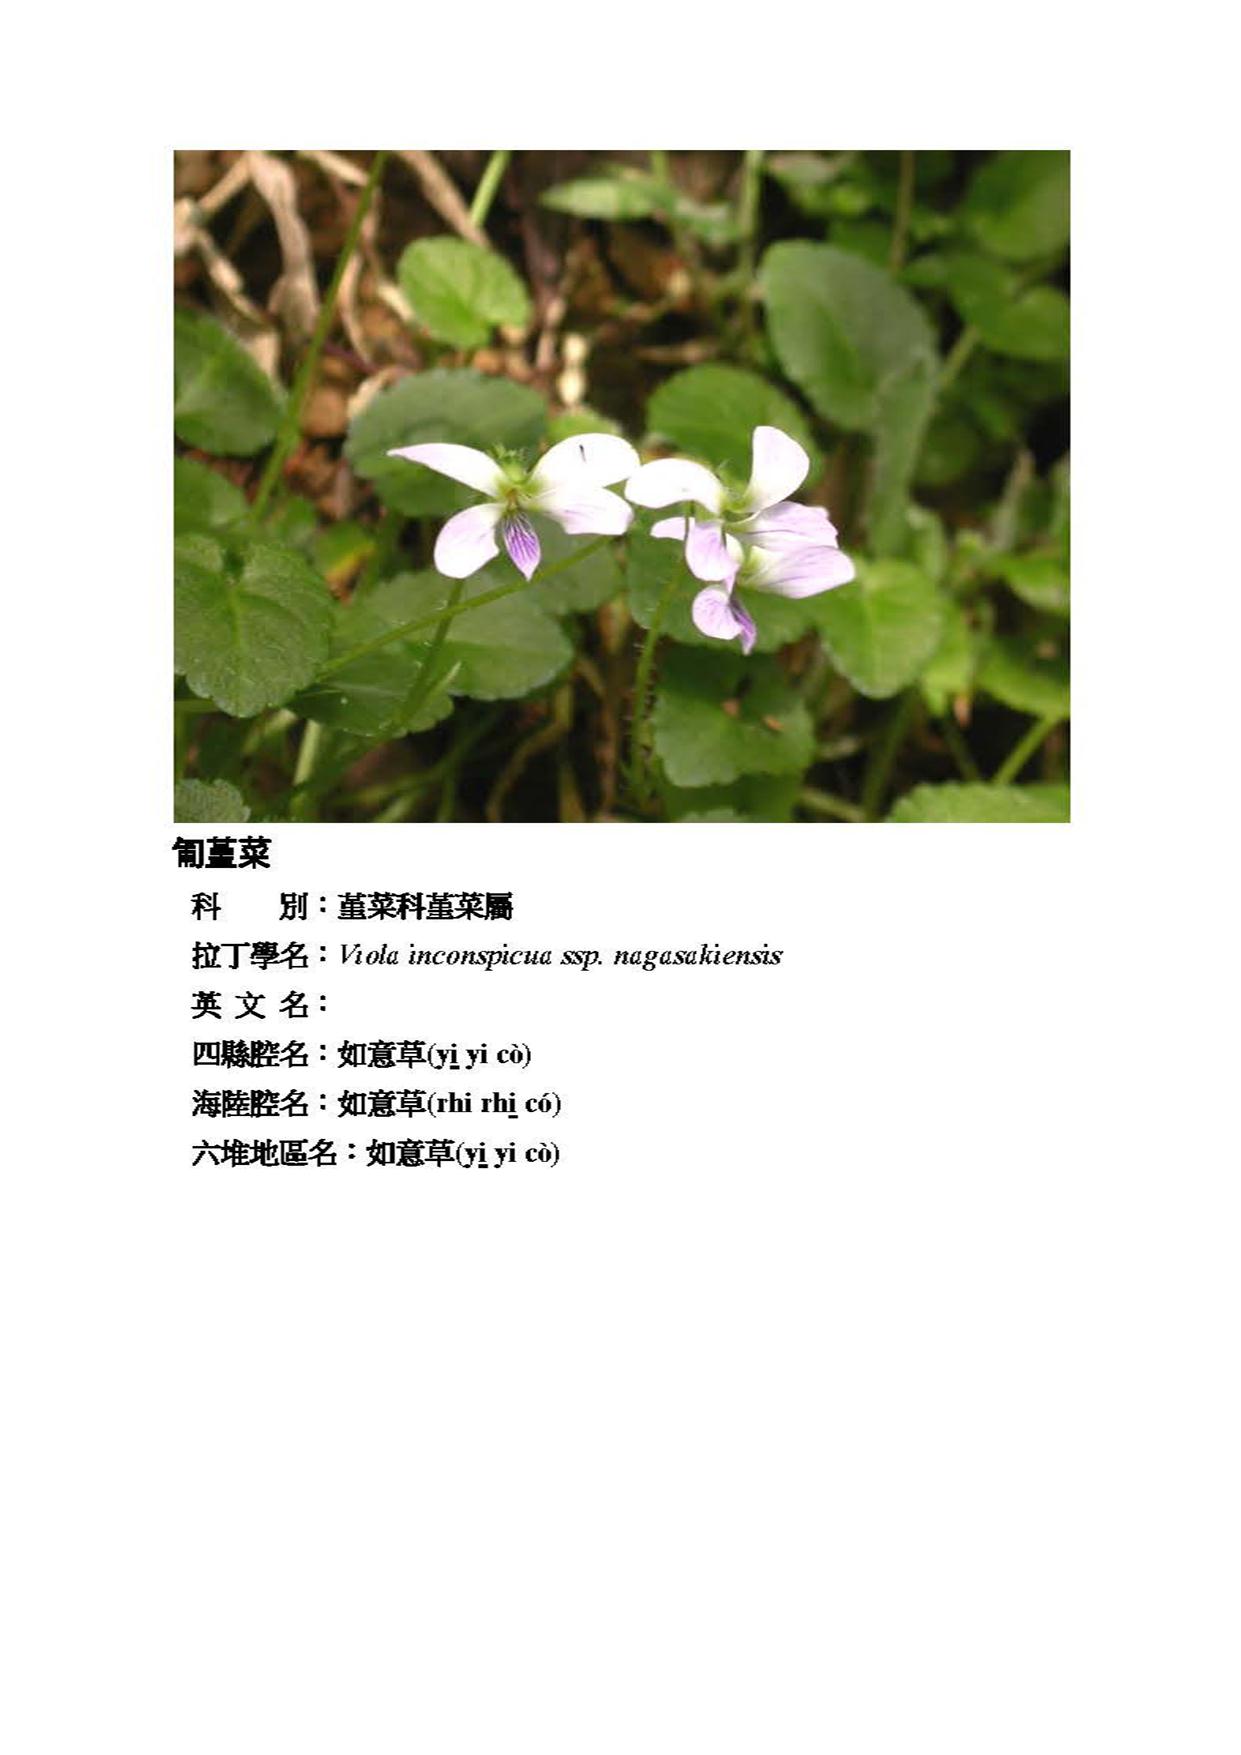 匍菫菜
科　　別：菫菜科菫菜屬
拉丁學名：Viola inconspicua ssp. nagasakiensis
英 文 名：
四縣腔名：如意草(yi̲ yi cò)
海陸腔名：如意草(rhi rhi̲ có)
六堆地區名：如意草(yi̲ yi cò)